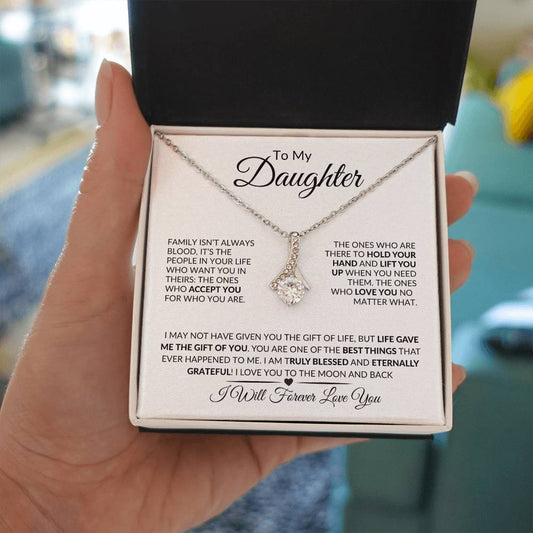 To My
Daughter
FAMILY ISN'T ALWAYS
BLOOD, IT'S THE
PEOPLE IN YOUR LIFE
WHO WANT YOU IN
THEIRS: THE ONES
WHO ACCEPT YOU
FOR WHO YOU ARE.
THE ONES WHO ARE
THERE TO HOLD YOUR
HAND AND LIFT YOU
UP WHEN YOU NEED
THEM. THE ONES
WHO LOVE YOU NO
MATTER WHAT.
I MAY NOT HAVE GIVEN YOU THE GIFT OF LIFE, BUT LIFE GAVE
ME THE GIFT OF YOU. YOU ARE ONE OF THE BEST THINGS THAT
EVER HAPPENED TO ME. I AM TRULY BLESSED AND ETERNALLY
GRATEFUL! I LOVE YOU TO THE MOON AND BACK
I Will Forever Love You